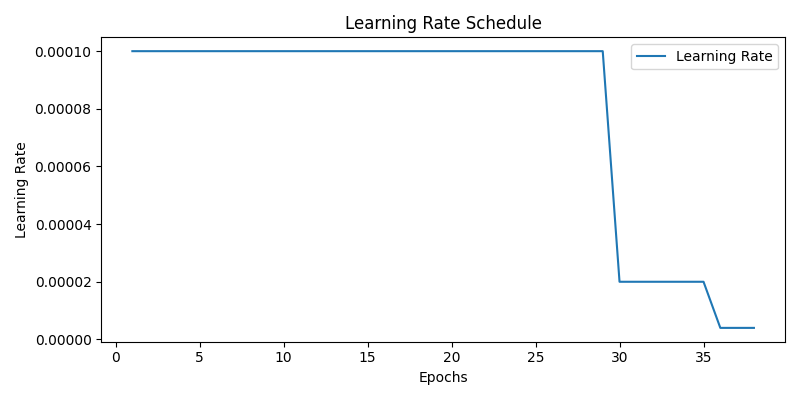 Learning Rate Schedule
Learning Rate
0.00010
0.00008
0.00006
0.00004
0.00002
0.00000
Learning Rate
0 5 10 15 20 25 30 35
Epochs